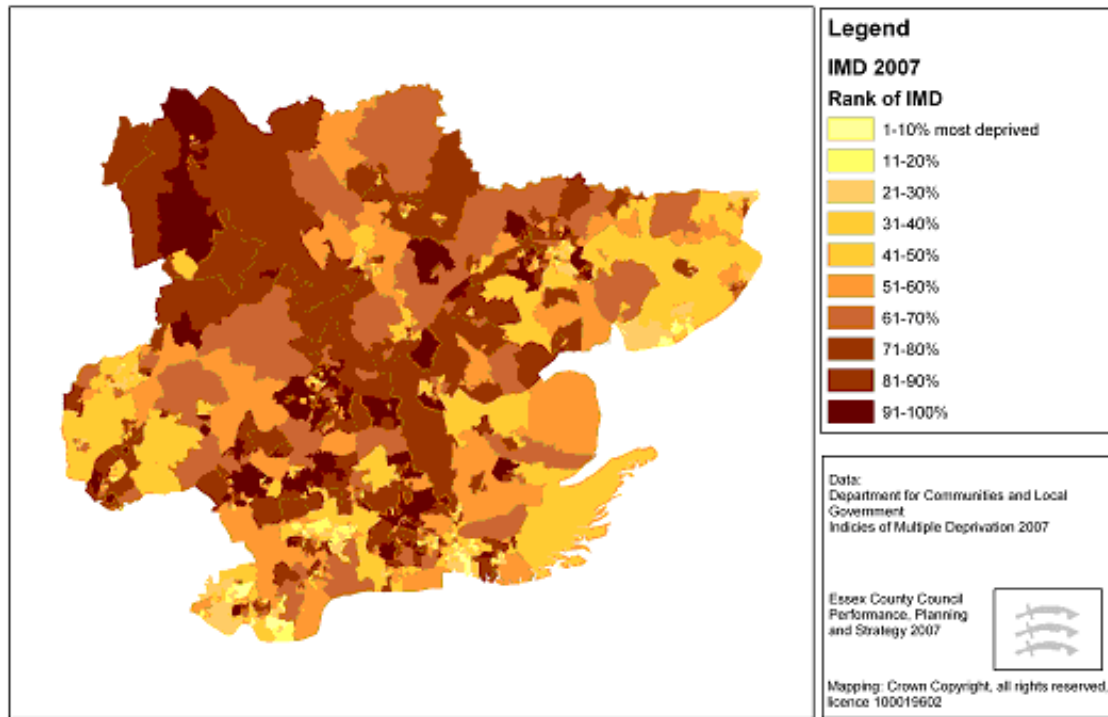 Legend
IMD 2007
Rank of IMD
1-10% most deprived
11-20%
21-30%
31-40%
41-50%
51-60%
61-70%
71-80%
81-90%
91-100%
Data:
Department for Communities and Local
Government
Indicies of Multiple Deprivation 2007
Essex County Council
Performance, Planning
and Strategy 2007
Mapping: Crown Copyright, all rights reserved,
licence 100019602